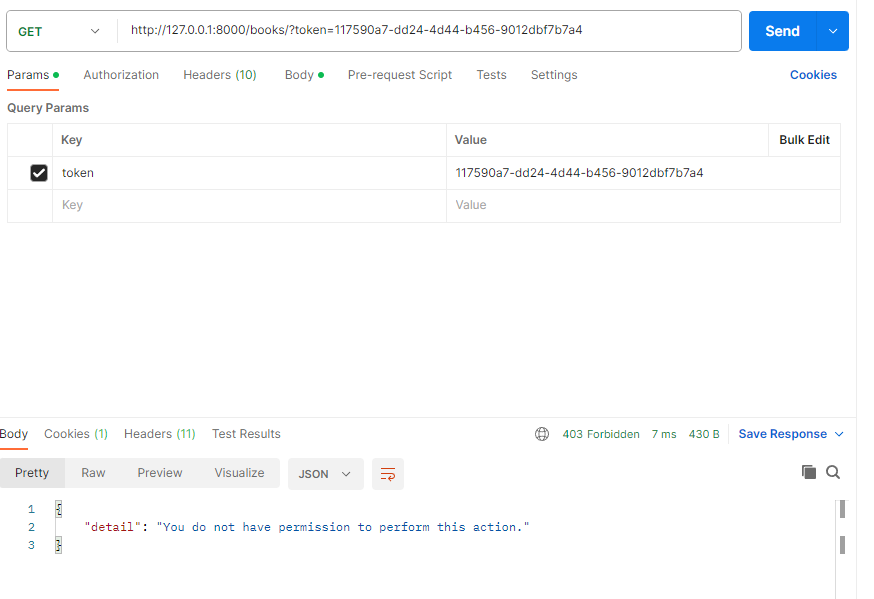 GET http://127.0.0.1:8000/books/?token=117590a7-dd24-4d44-b456-9012dbf7b7a4 Send
Params Authorization Headers (10) Body Pre-request Script Tests Settings Cookies
Query Params
Key Value Bulk Edit
token 117590a7-dd24-4d44-b456-9012dbf7b7a4
Key Value
Body Cookies (1) Headers (11) Test Results 403 Forbidden 7 ms 430 B Save Response
Pretty Raw Preview Visualize JSON
1 {
2 "detail": "You do not have permission to perform this action."
3 }